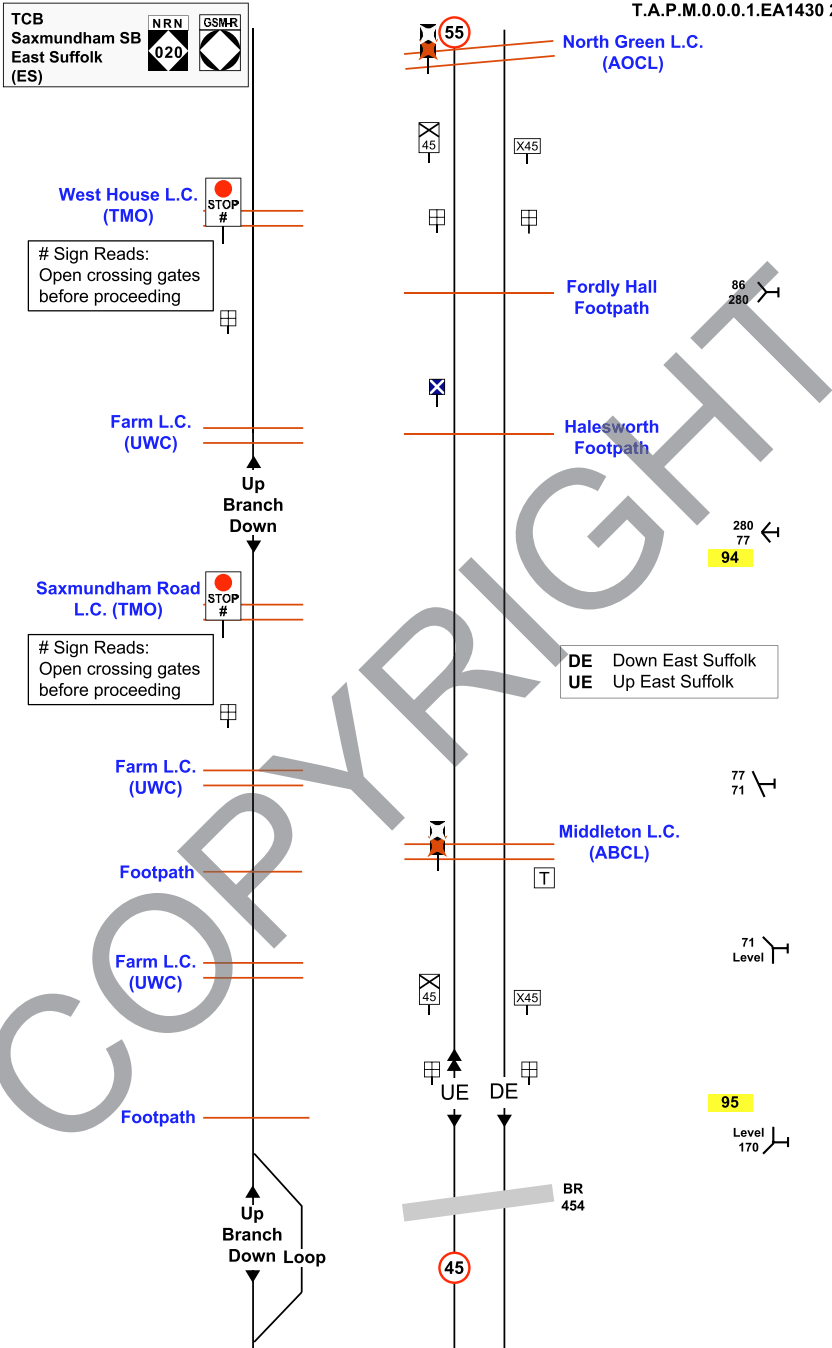 TCB
Saxmundham SB
East Suffolk
(ES)
NRN
020
GSM-R
T.A.P.M.0.0.0.1.EA1430
55
North Green L.C.
(AOCL)
45
X45
West House L.C.
(TMO)
STOP
#
# Sign Reads:
Open crossing gates
before proceeding
Fordly Hall
Footpath
86
280
Farm L.C.
(UWC)
Halesworth
Footpath
Up
Branch
Down
280
77
94
Saxmundham Road
L.C. (TMO)
STOP
#
# Sign Reads:
Open crossing gates
before proceeding
DE Down East Suffolk
UE Up East Suffolk
Farm L.C.
(UWC)
77
71
Middleton L.C.
(ABCL)
Footpath
T
Farm L.C.
(UWC)
71
Level
45
X45
UE
DE
95
Footpath
Level
170
BR
454
Up
Branch
Down
Loop
45
COPYRIGHT